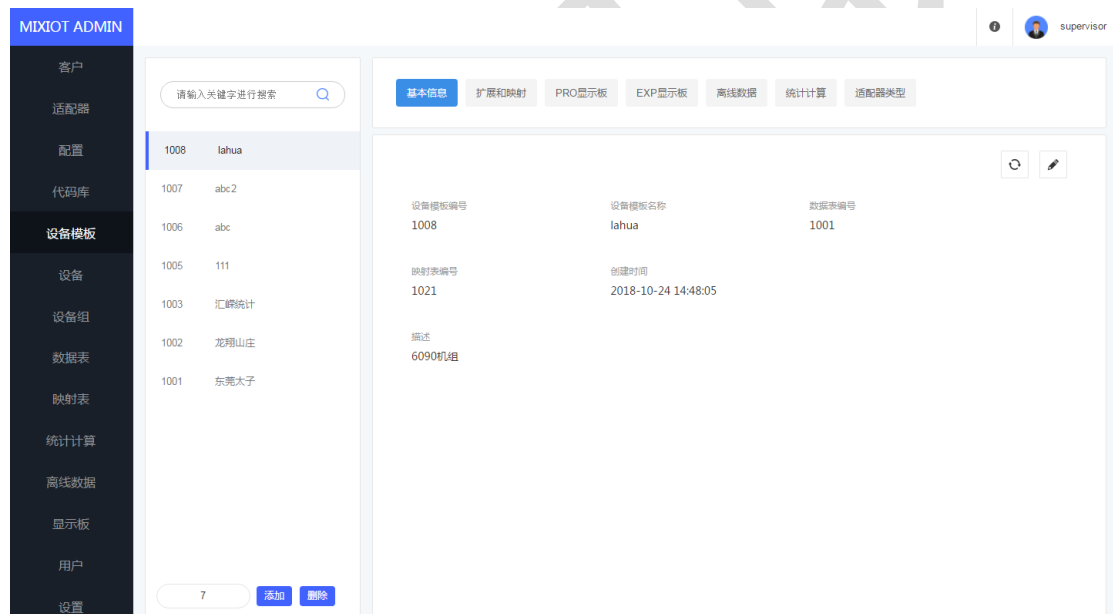 MIXIOT ADMIN
supervisor
客户
适配器
配置
代码库
设备模板
设备
设备组
数据表
映射表
统计计算
离线数据
显示板
用户
设置
请输入关键字进行搜索
1008 lahua
1007 abc2
1006 abc
1005 111
1003 汇嵘统计
1002 龙翔山庄
1001 东莞太子
7 添加 删除
基本信息 扩展和映射 PRO显示板 EXP显示板 离线数据 统计计算 适配器类型
设备模板编号 设备模板名称 数据表编号
1008 lahua 1001
映射表编号 创建时间
1021 2018-10-24 14:48:05
描述
6090机组